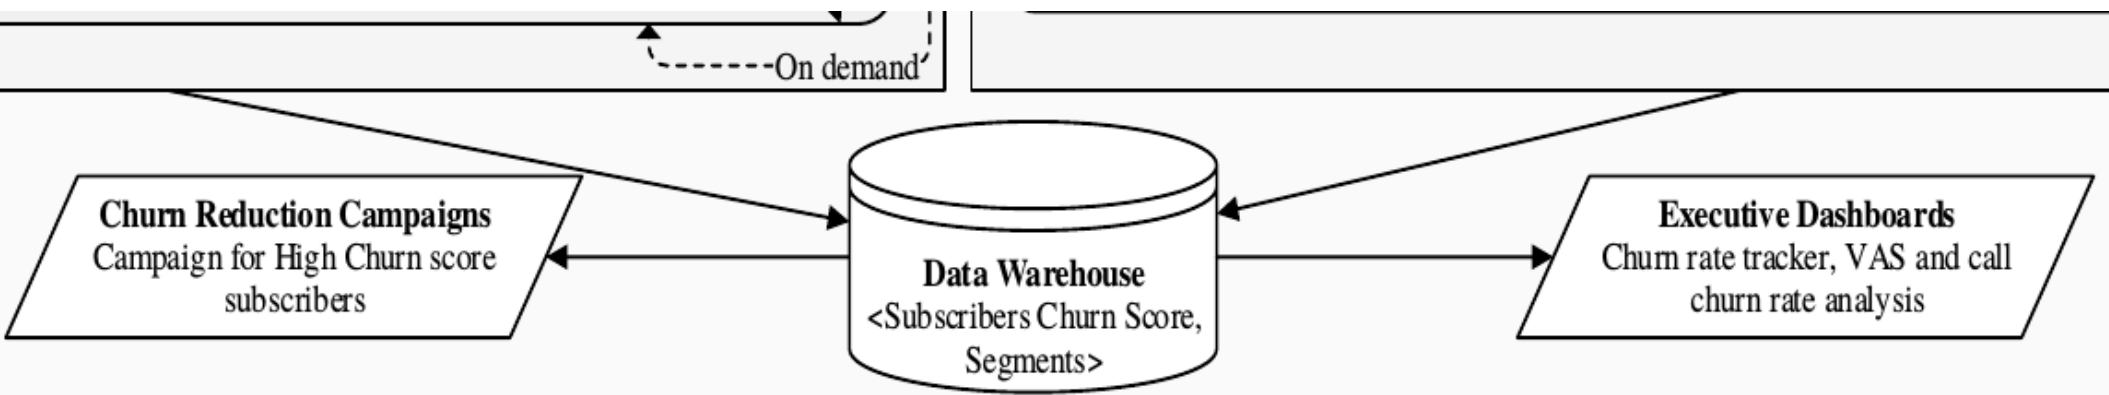 On demand
Churn Reduction Campaigns
Campaign for High Churn score
subscribers
Data Warehouse
<Subscribers Churn Score,
Segments>
Executive Dashboards
Churn rate tracker, VAS and call
churn rate analysis